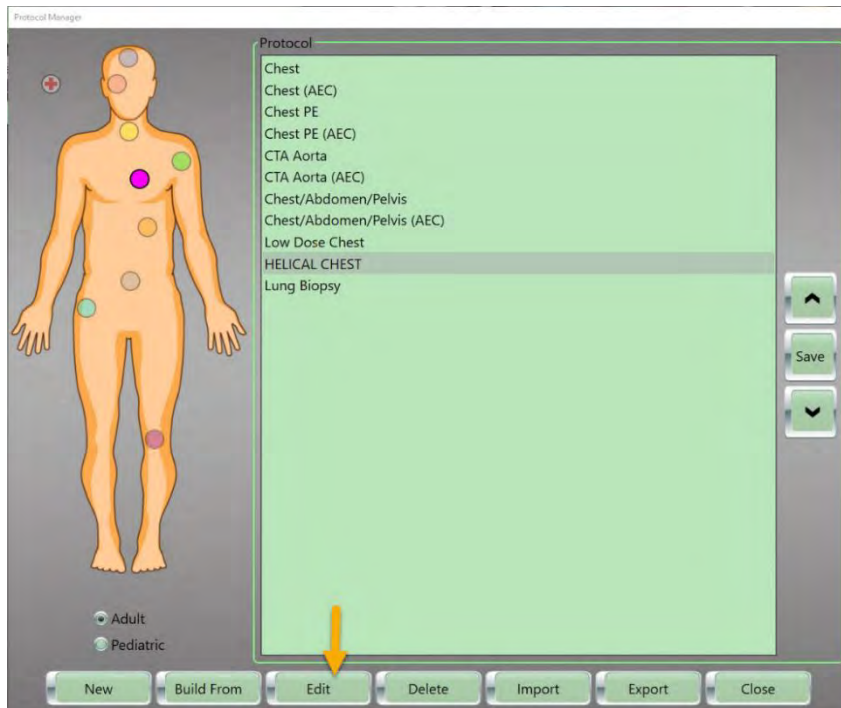 Protocol Manager
Protocol
Chest
Chest (AEC)
Chest PE
Chest PE (AEC)
CTA Aorta
CTA Aorta (AEC)
Chest/Abdomen/Pelvis
Chest/Abdomen/Pelvis (AEC)
Low Dose Chest
HELICAL CHEST
Lung Biopsy
Save
Adult
Pediatric
New Build From Edit Delete Import Export Close